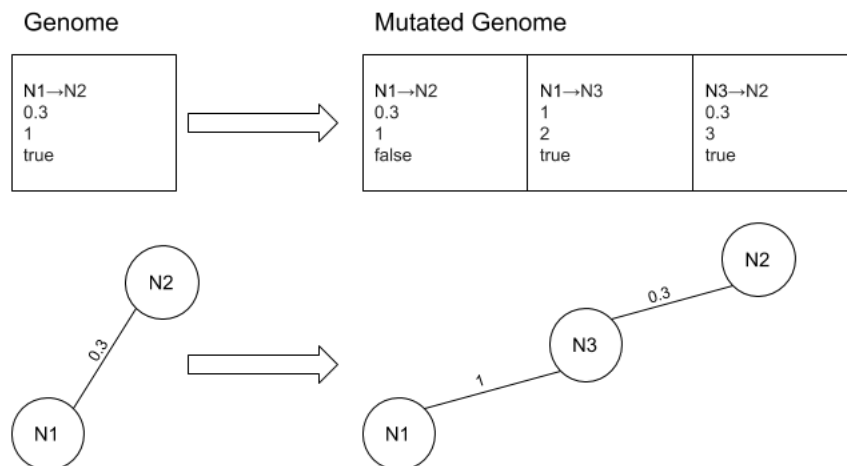 Genome
Mutated Genome
N1→N2
0.3
1
true
N1→N2
0.3
1
false
N1→N3
1
2
true
N3→N2
0.3
3
true
N2
0.3
N1
N2
0.3
N3
1
N1